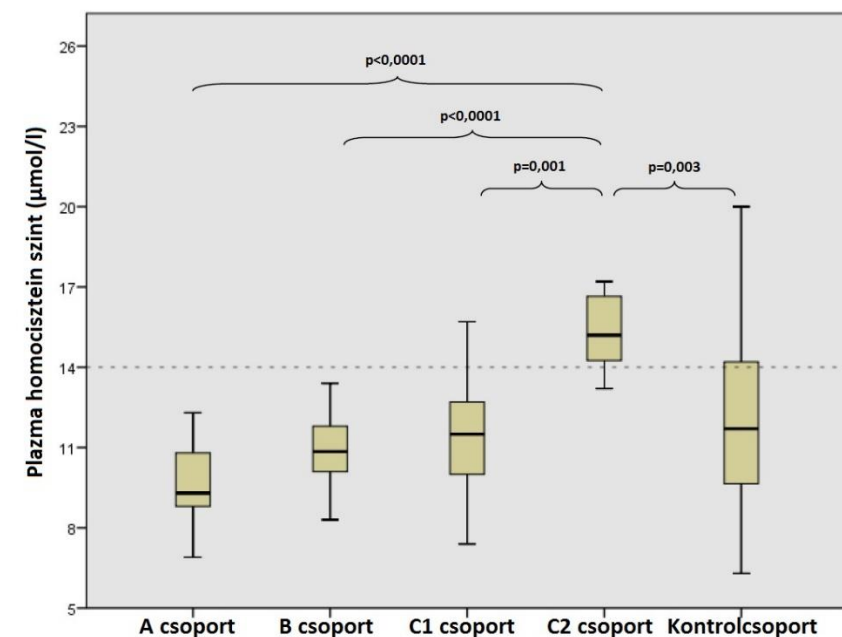 Plazma homocisztein szint (µmol/l)
26
23
20
17
14
11
8
5
p<0,0001
p<0,0001
p=0,001
p=0,003
A csoport
B csoport
C1 csoport
C2 csoport
Kontrolcsoport